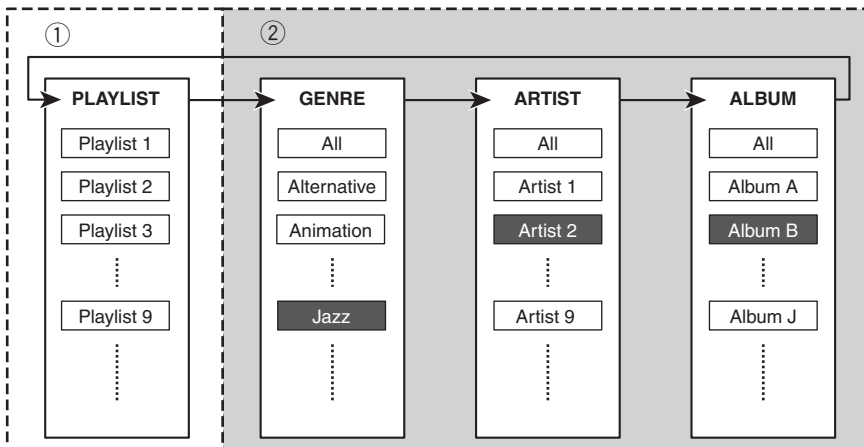 ①
②
PLAYLIST
Playlist 1
Playlist 2
Playlist 3
Playlist 9
GENRE
All
Alternative
Animation
Jazz
ARTIST
All
Artist 1
Artist 2
Artist 9
ALBUM
All
Album A
Album B
Album J